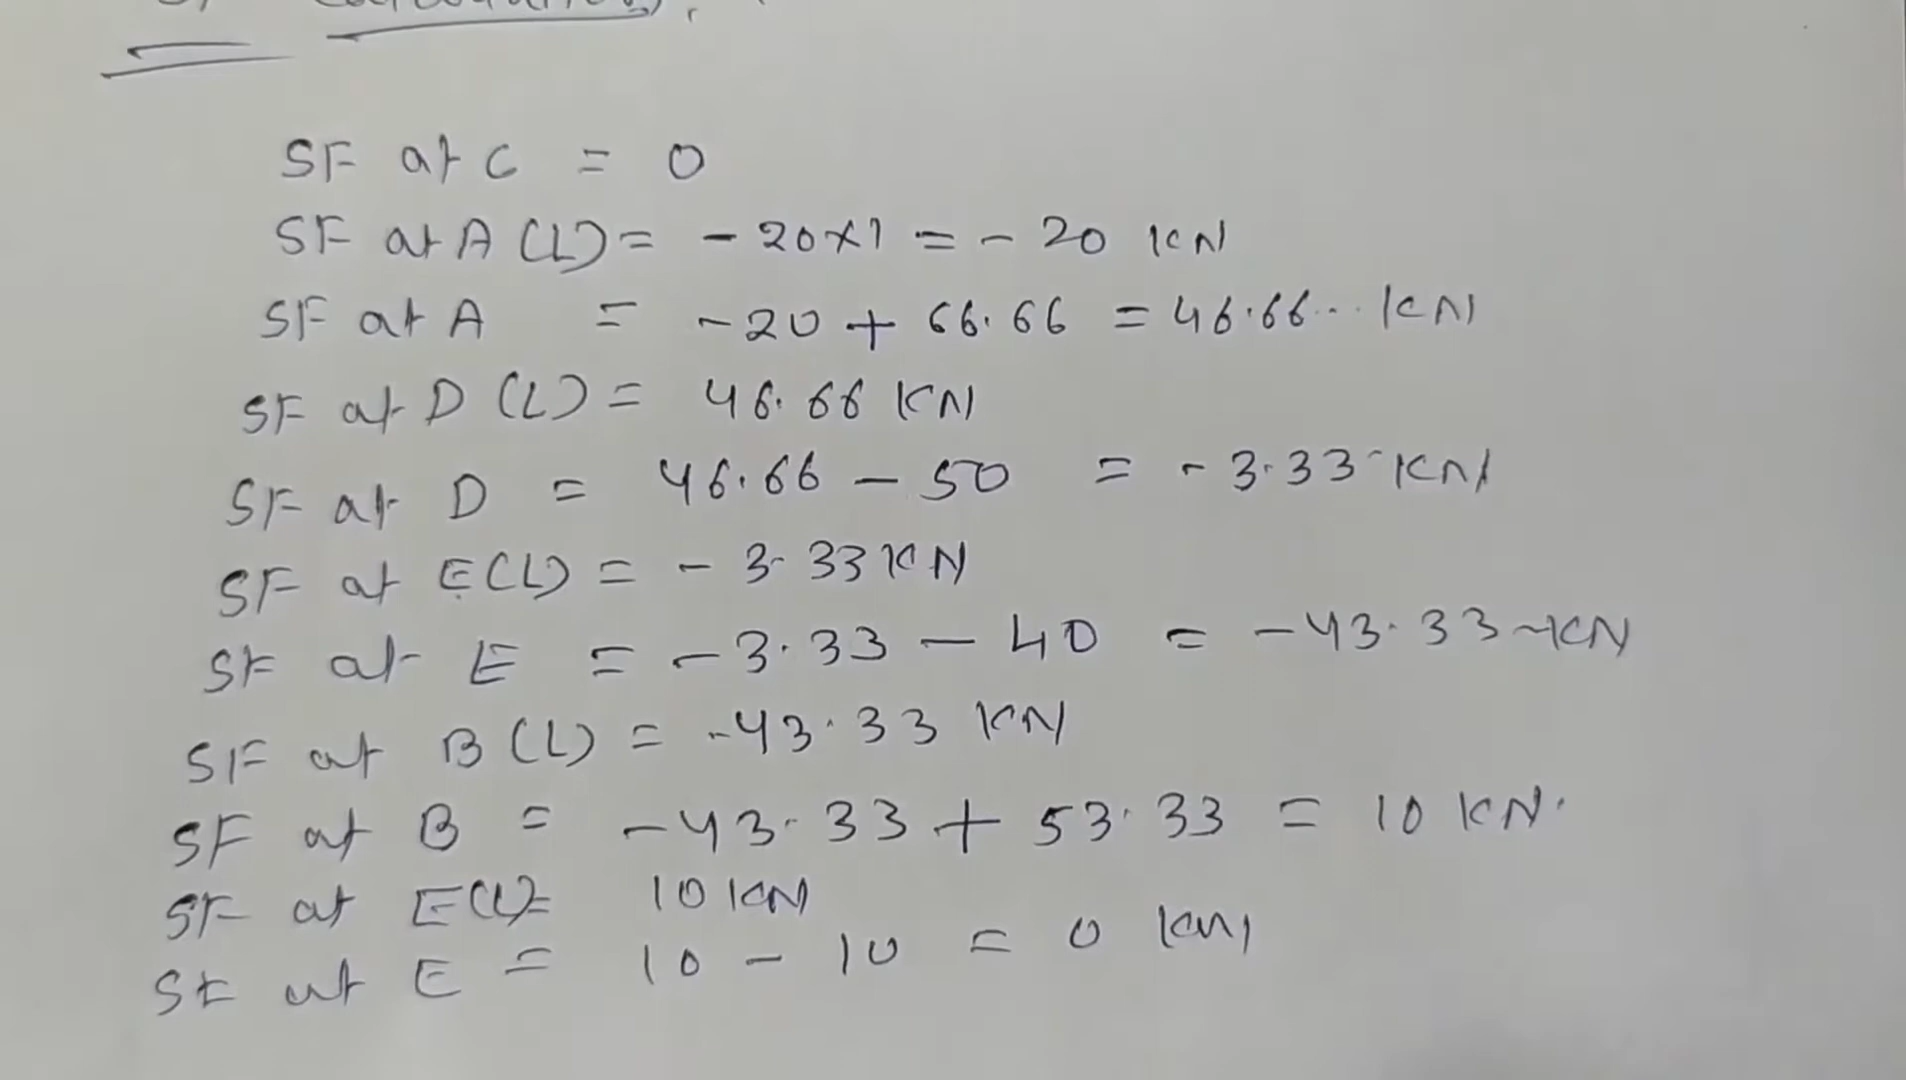 SF at C = 0
SF at A (L) = - 20×1 = - 20 KN
SF at A = -20 + 66.66 = 46.66.. KN
SF at D (L) = 46.66 KN
SF at D = 46.66 - 50 = - 3.33 KN
SF at E(L) = - 3.33 KN
SF at E = -3.33 - 40 = -43.33 KN
SF at B (L) = -43.33 KN
SF at B = -43.33 + 53.33 = 10 KN.
SF at E(L) = 10 KN
SF at E = 10 - 10 = 0 KN